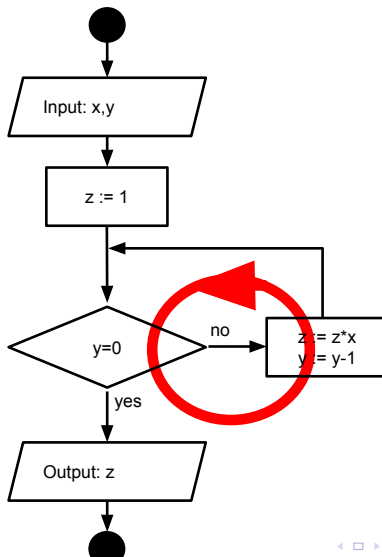 Input: x,y
z := 1
y=0
no
z := z*x
y := y-1
yes
Output: z